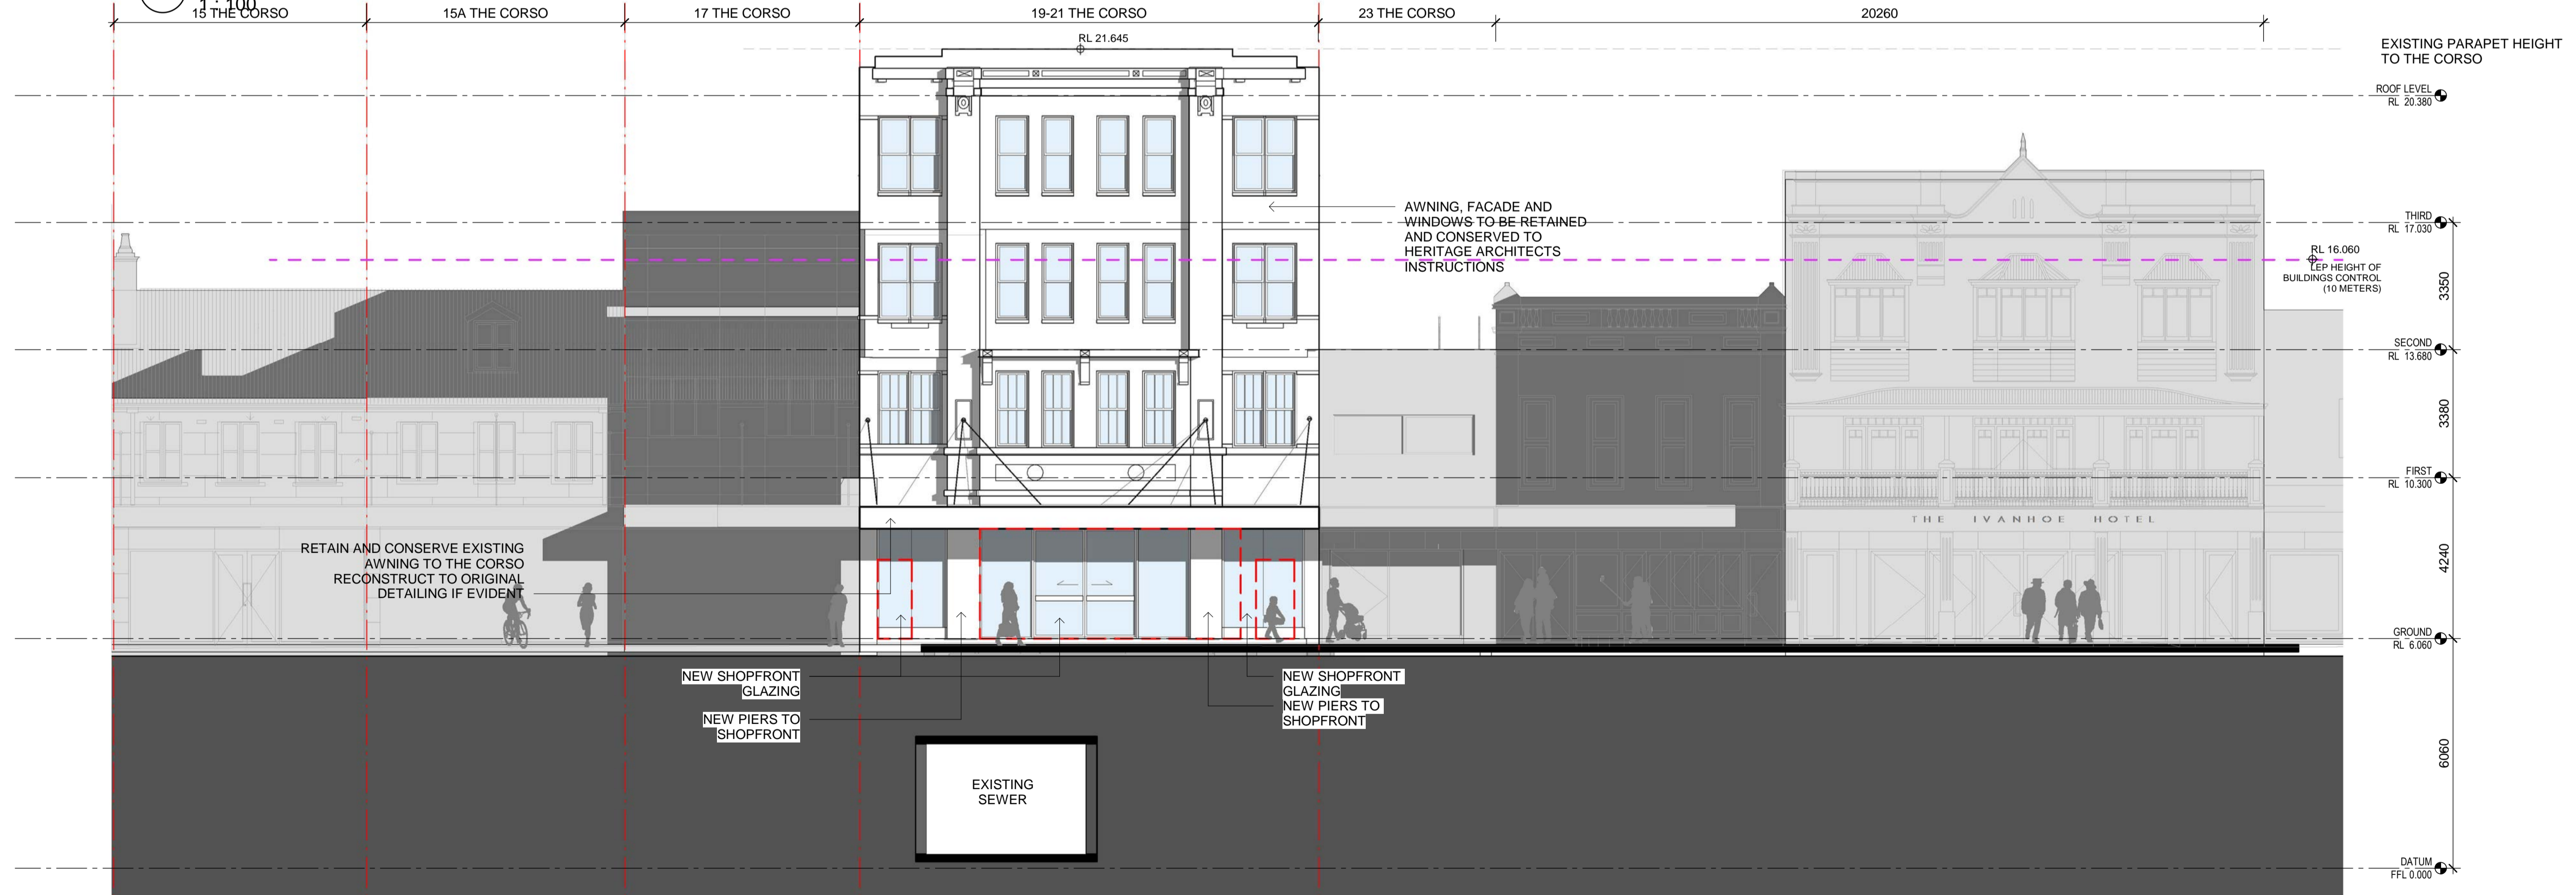 1 : 100
15 THE CORSO
15A THE CORSO
17 THE CORSO
19-21 THE CORSO
23 THE CORSO
20260
RL 21.645
EXISTING PARAPET HEIGHT
TO THE CORSO
ROOF LEVEL
RL 20.380
AWNING, FACADE AND
WINDOWS TO BE RETAINED
AND CONSERVED TO
HERITAGE ARCHITECTS
INSTRUCTIONS
THIRD
RL 17.030
RL 16.060
LEP HEIGHT OF
BUILDINGS CONTROL
(10 METERS)
3350
SECOND
RL 13.680
3380
FIRST
RL 10.300
THE IVANHOE HOTEL
RETAIN AND CONSERVE EXISTING
AWNING TO THE CORSO
RECONSTRUCT TO ORIGINAL
DETAILING IF EVIDENT
4240
GROUND
RL 6.060
NEW SHOPFRONT
GLAZING
NEW PIERS TO
SHOPFRONT
NEW SHOPFRONT
GLAZING
NEW PIERS TO
SHOPFRONT
EXISTING
SEWER
6060
DATUM
FFL 0.000